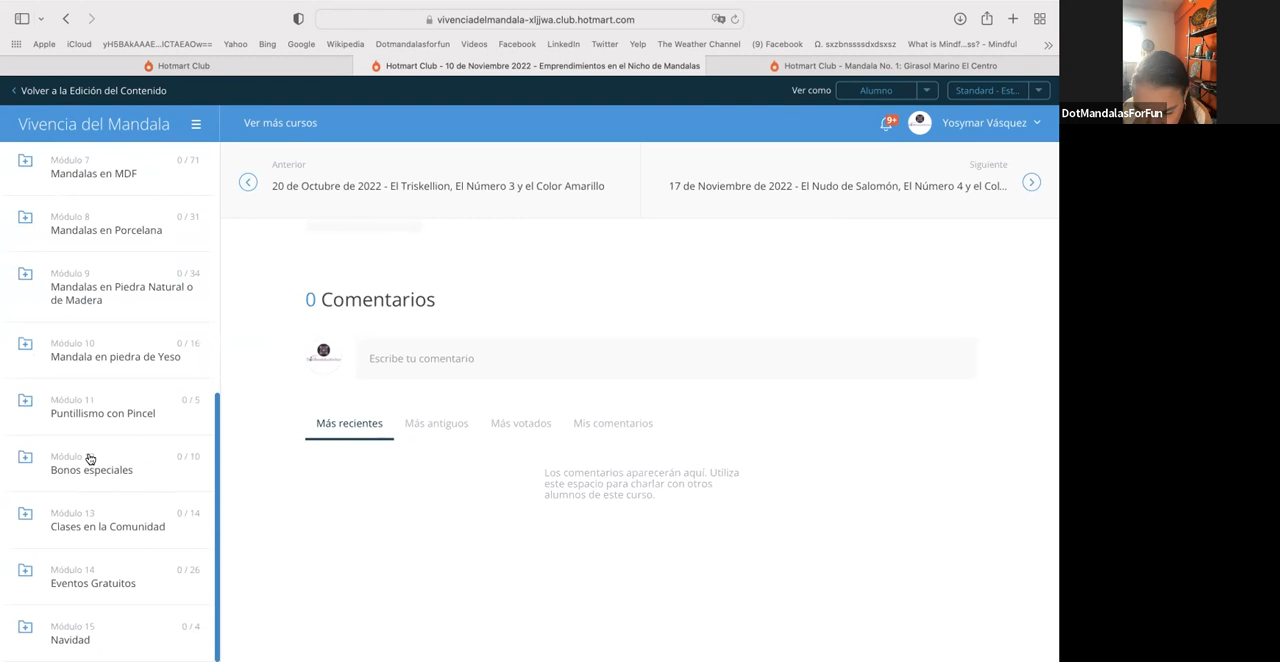 vivenciadelmandala-xljjwa.club.hotmart.com
Apple iCloud yH5BAkAAAE...ICTAEAOw== Yahoo Bing Google Wikipedia Dotmandalasforfun Videos Facebook LinkedIn Twitter Yelp The Weather Channel (9) Facebook Ω. sxzbnssssdxdsxsz What is Mindf...ss? - Mindful
Hotmart Club
Hotmart Club - 10 de Noviembre 2022 - Emprendimientos en el Nicho de Mandalas
Hotmart Club - Mandala No. 1: Girasol Marino El Centro
Volver a la Edición del Contenido
Ver como
Alumno
Standard - Est...
Vivencia del Mandala
Ver más cursos
9+
Yosymar Vásquez
DotMandalasForFun
Anterior
20 de Octubre de 2022 - El Triskellion, El Número 3 y el Color Amarillo
Siguiente
17 de Noviembre de 2022 - El Nudo de Salomón, El Número 4 y el Col...
Módulo 7 0 / 71
Mandalas en MDF
Módulo 8 0 / 31
Mandalas en Porcelana
Módulo 9 0 / 34
Mandalas en Piedra Natural o
de Madera
Módulo 10 0 / 16
Mandala en piedra de Yeso
Módulo 11 0 / 5
Puntillismo con Pincel
Módulo 0 / 10
Bonos especiales
Módulo 13 0 / 14
Clases en la Comunidad
Módulo 14 0 / 26
Eventos Gratuitos
Módulo 15 0 / 4
Navidad
0 Comentarios
Escribe tu comentario
Más recientes Más antiguos Más votados Mis comentarios
Los comentarios aparecerán aquí. Utiliza
este espacio para charlar con otros
alumnos de este curso.